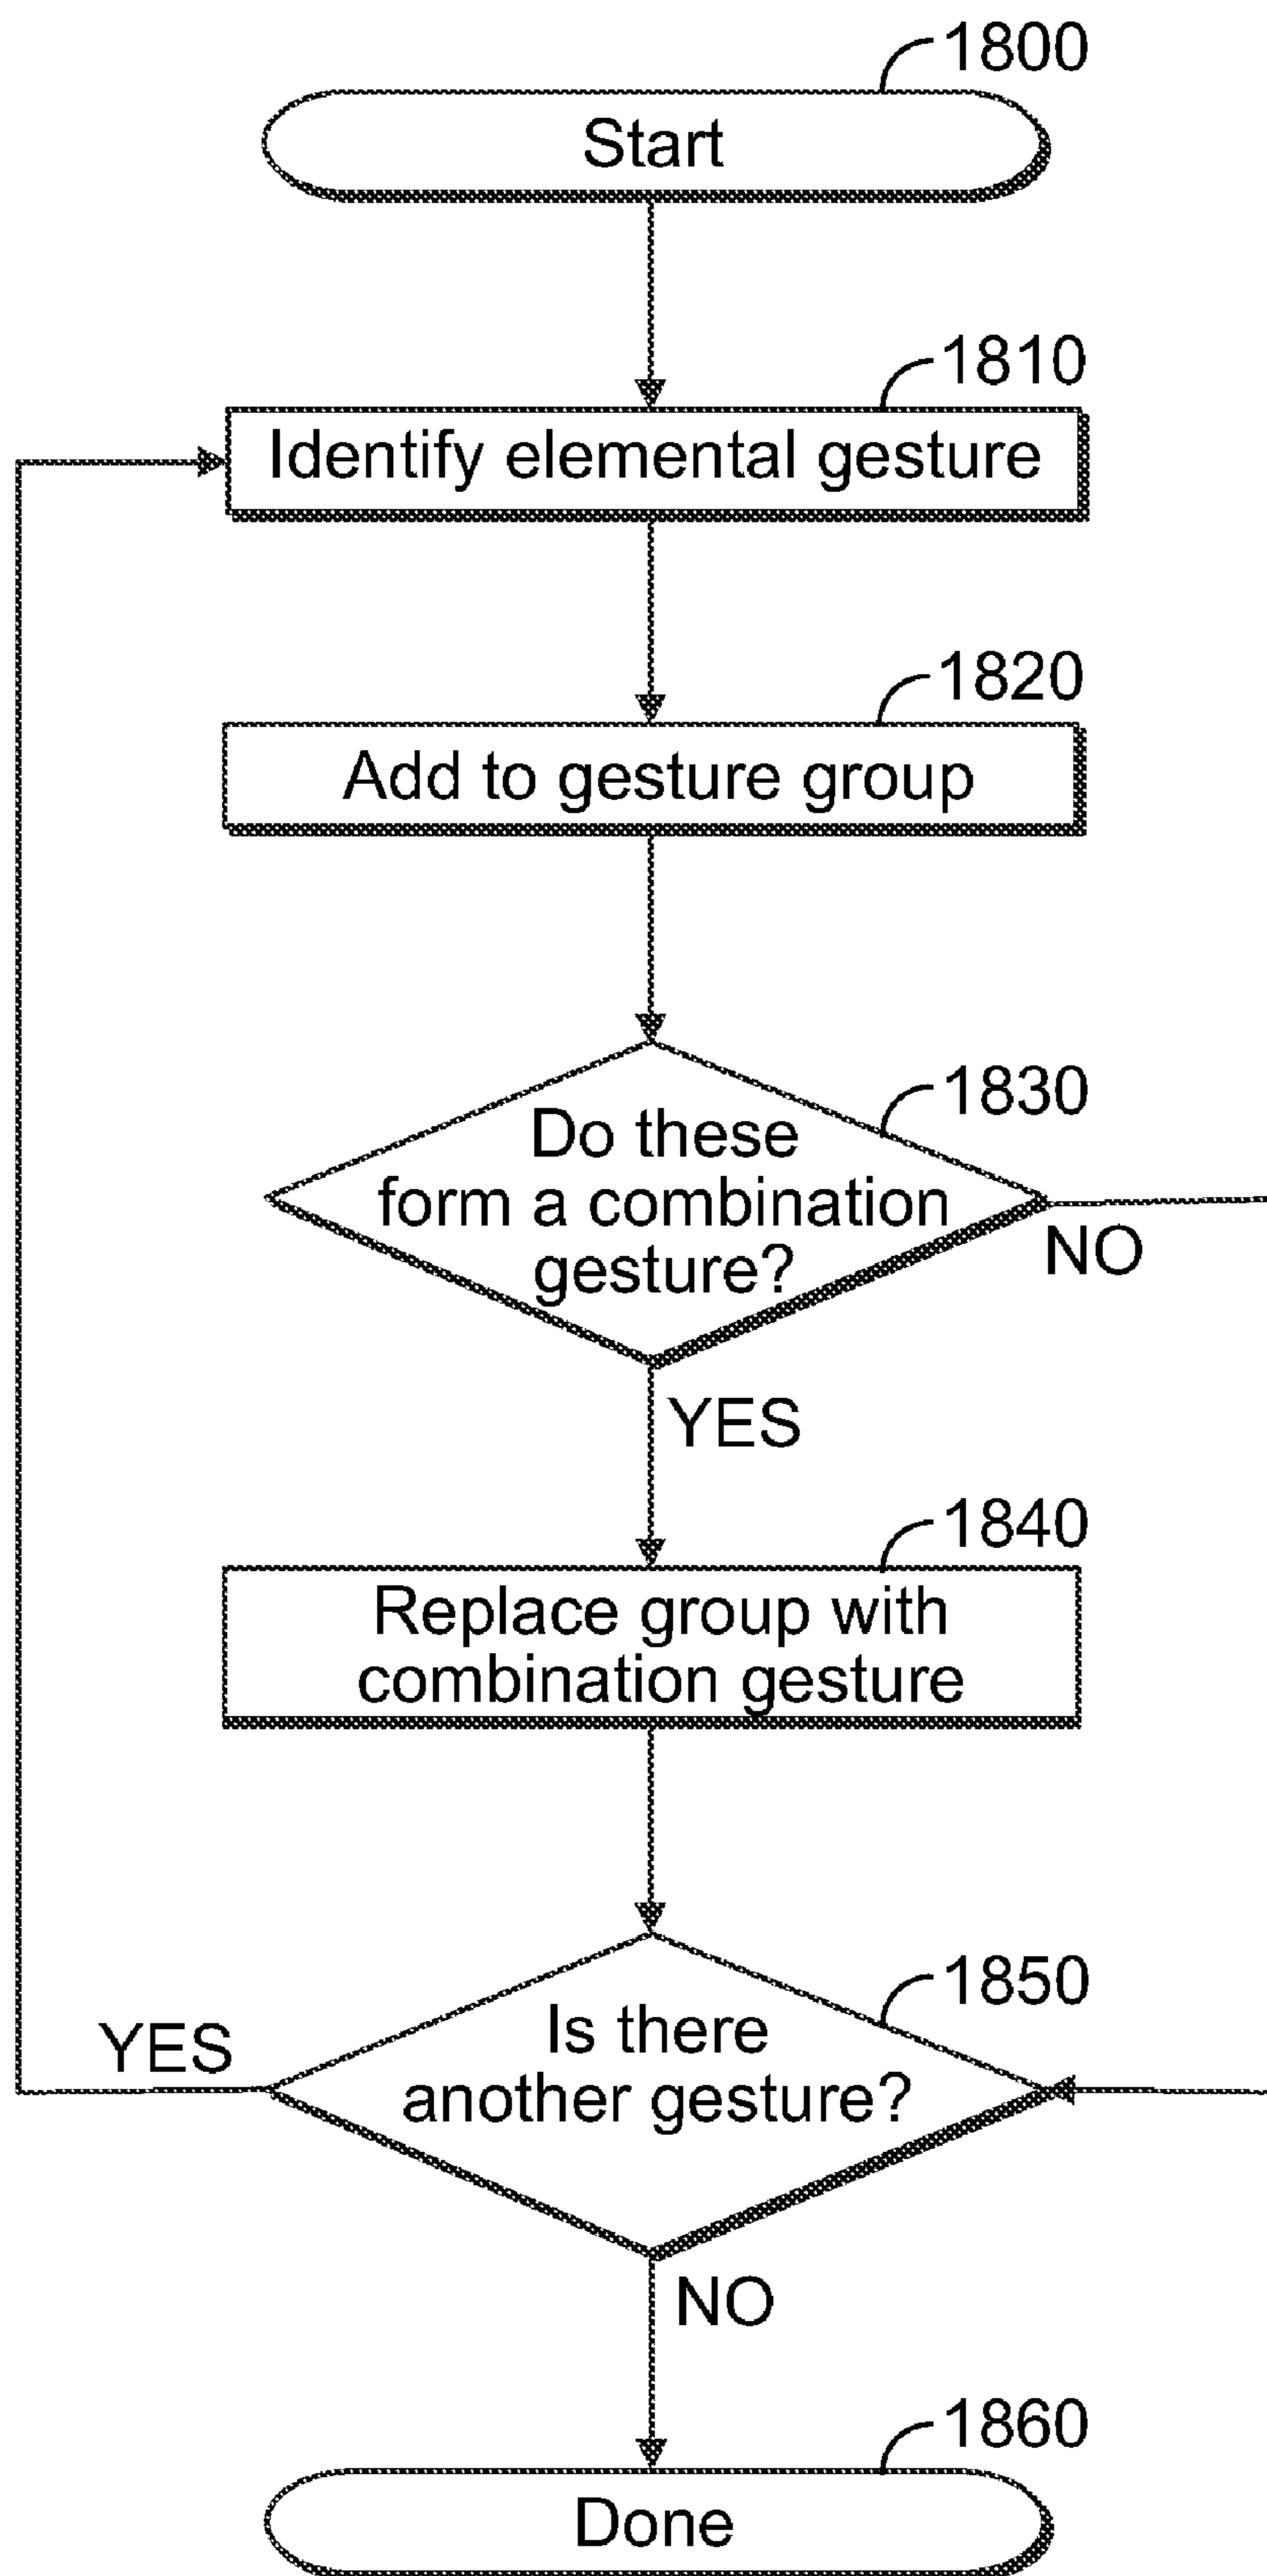 1800
Start
1810
Identify elemental gesture
1820
Add to gesture group
1830
Do these
form a combination
gesture?
NO
YES
1840
Replace group with
combination gesture
1850
Is there
another gesture?
YES
NO
1860
Done